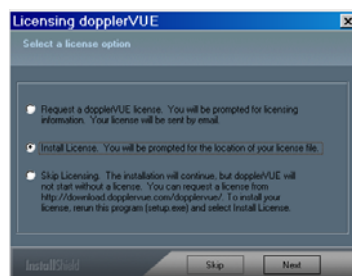 Licensing dopplerVUE
Select a license option
Request a dopplerVUE license. You will be prompted for licensing
information. Your license will be sent by email.
Install License. You will be prompted for the location of your license file.
Skip Licensing. The installation will continue, but dopplerVUE will
not start without a license. You can request a license from
http://download.dopplervue.com/dopplervue/. To install your
license, rerun this program (setup.exe) and select Install License.
InstallShield
Skip
Next